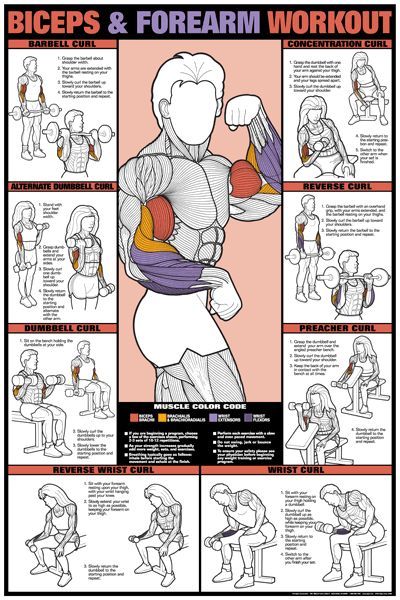 BICEPS & FOREARM WORKOUT
BARBELL CURL
1. Grasp the barbell about
shoulder width.
2. Your arms are extended
with the barbell resting on your
thighs.
3. Slowly curl the barbell up
toward your shoulders.
4. Slowly return the barbell to the
starting position and repeat.
CONCENTRATION CURL
1. Grasp the dumbbell with one
hand and rest the back of
your arm against your thigh.
2. Your arm should be extended
and your legs spread apart.
3. Slowly curl the dumbbell up
toward your shoulder.
4. Slowly return to
the starting posi-
tion and repeat.
5. Switch to the
other arm when
your set is
finished.
ALTERNATE DUMBBELL CURL
1. Stand with
your feet
shoulder
width.
2. Grasp dumb-
bells and
extend your
arms at your
sides.
3. Slowly curl
one dumb-
bell up
toward your
shoulder.
4. Slowly return
the dumbbell
to the
starting
position and
alternate
with the
other arm.
REVERSE CURL
1. Grasp the barbell with an overhand
grip, with your arms extended, and
the barbell resting on your thighs.
2. Slowly curl the barbell up toward
your shoulders.
3. Slowly return the barbell to the
starting position and repeat.
DUMBBELL CURL
1. Sit on the bench holding the
dumbbells at your side.
2. Slowly curl the
dumbbells up to
your shoulders.
3. Slowly lower the
dumbbells to the
starting position
and repeat.
PREACHER CURL
1. Grasp the dumbbell and
extend your arm over the
angled preacher bench.
2. Slowly curl the dumbbell
up toward your shoulder.
3. Keep the back of your arm
in contact with the
bench at all times.
4. Slowly return
the dumbbell
to the starting
position
and repeat.
MUSCLE COLOR CODE
BICEPS
BRACHII
BRACHIALIS
& BRACHIORADIALIS
WRIST
EXTENSORS
WRIST
FLEXORS
If you are beginning a program, choose
a few of the exercises shown, performing
2-3 sets of 10-12 repetitions.
As your strength increases gradually
add more weight, sets, and exercises.
Breathing typically goes as follows:
inhale before starting the
movement and exhale at the finish.
Perform each exercise with a slow
and even paced movement.
Do not swing, jerk or bounce
the weight.
To ensure your safety please see
your physician before beginning
any weight training or exercise
program.
REVERSE WRIST CURL
1. Sit with your forearm
resting upon your thigh,
with your wrist hanging
past your knee.
2. Slowly extend your wrist
to as high as possible,
keeping your forearm on
your thigh.
3. Slowly return the
dumbbell to the
starting position
and repeat.
WRIST CURL
1. Sit with your forearm
resting on your thigh
holding a dumbbell.
2. Slowly curl the
dumbbell up
as high as
possible, while
keeping your
forearm on
your thigh.
3. Slowly return to
the starting
position and repeat.
4. Switch to the
other arm after
you finish your set.